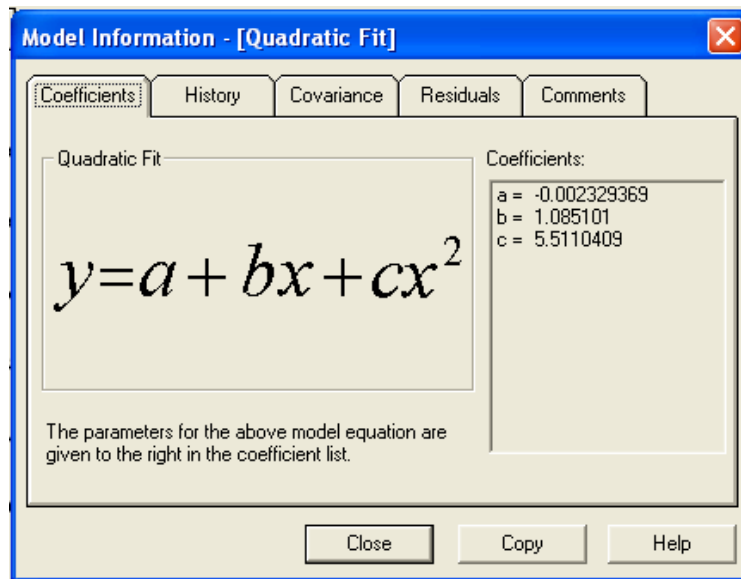 Model Information - [Quadratic Fit]
Coefficients History Covariance Residuals Comments
Quadratic Fit
y=a+bx+cx²
Coefficients:
a = -0.002329369
b = 1.085101
c = 5.5110409
The parameters for the above model equation are
given to the right in the coefficient list.
Close Copy Help